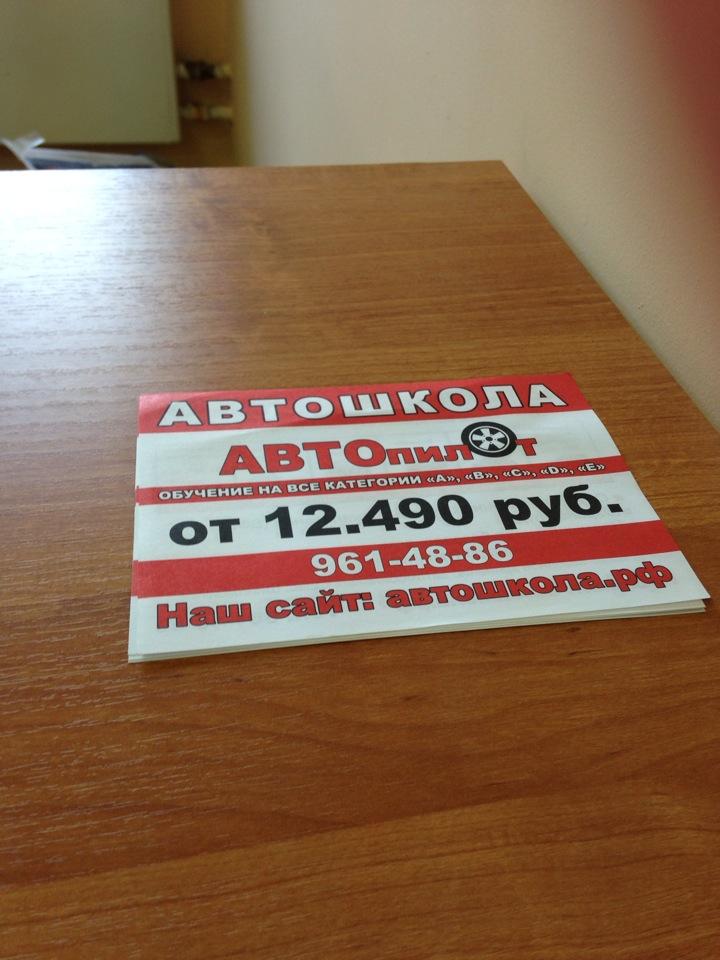 АВТОШКОЛА
АВТОпилОт
ОБУЧЕНИЕ НА ВСЕ КАТЕГОРИИ «А», «В», «С», «D», «Е»
от 12.490 руб.
961-48-86
Наш сайт: автошкола.рф